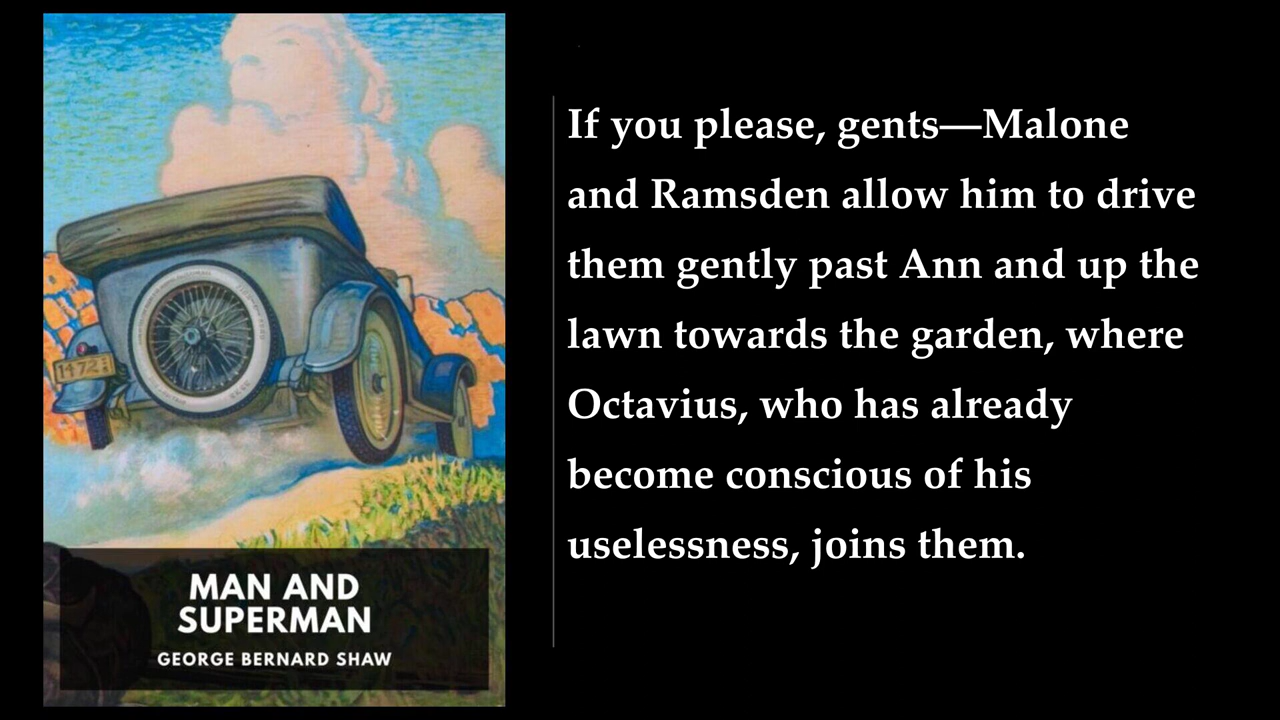 1472
MAN AND
SUPERMAN
GEORGE BERNARD SHAW
If you please, gents—Malone
and Ramsden allow him to drive
them gently past Ann and up the
lawn towards the garden, where
Octavius, who has already
become conscious of his
uselessness, joins them.